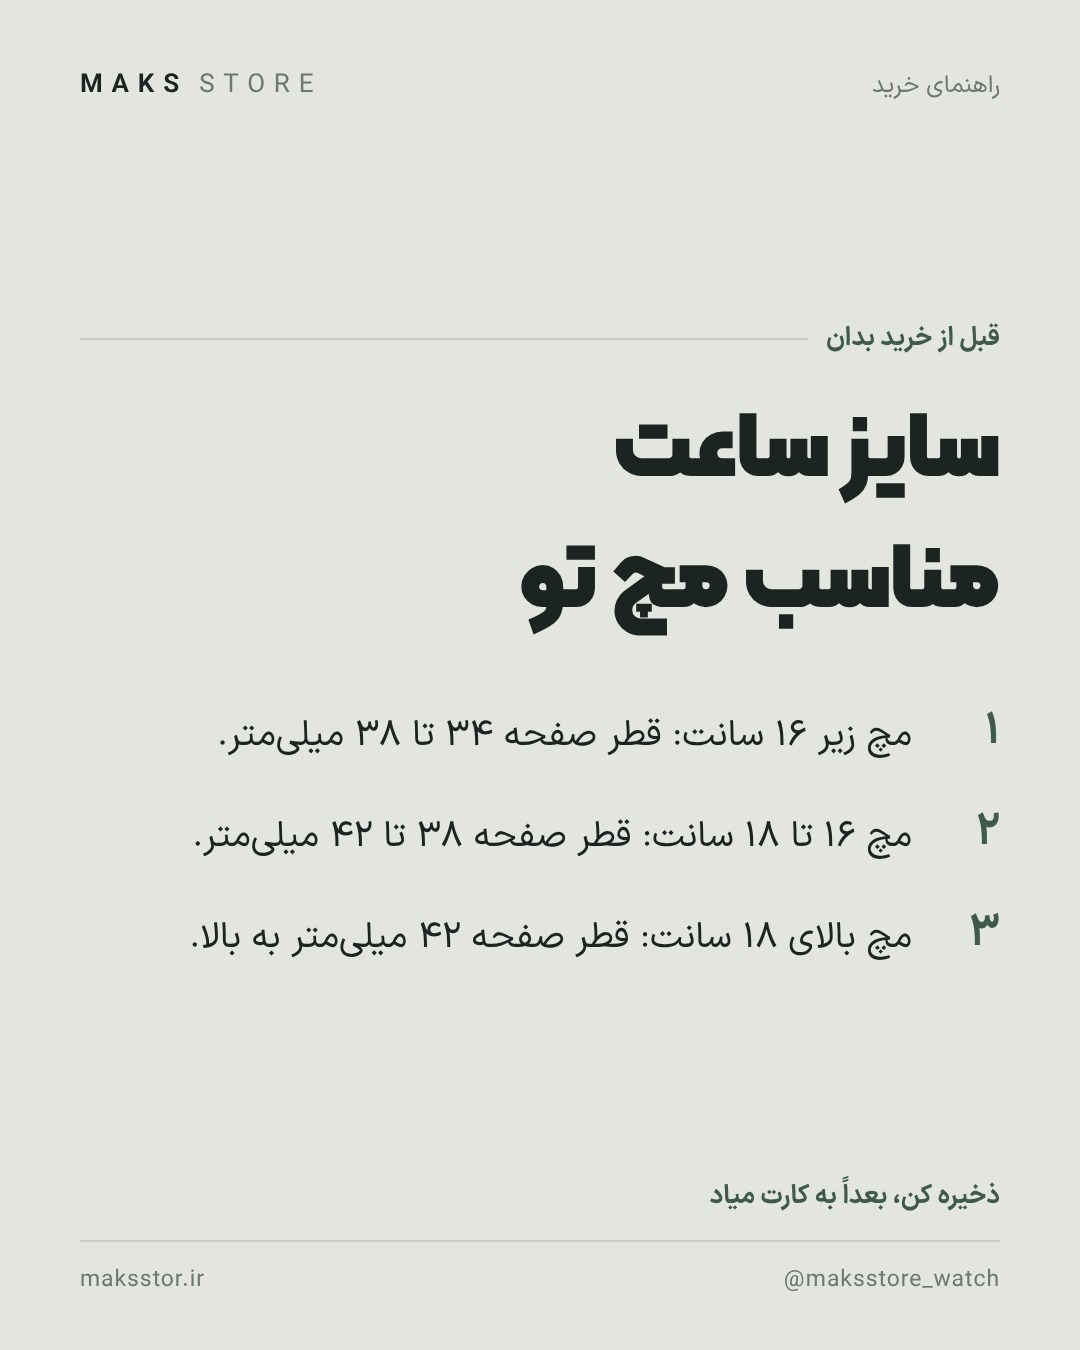 MAKS STORE
راهنمای خرید
قبل از خرید بدان
سایز ساعت
مناسب مچ تو
۱ مچ زیر ۱۶ سانت: قطر صفحه ۳۴ تا ۳۸ میلی‌متر.
۲ مچ ۱۶ تا ۱۸ سانت: قطر صفحه ۳۸ تا ۴۲ میلی‌متر.
۳ مچ بالای ۱۸ سانت: قطر صفحه ۴۲ میلی‌متر به بالا.
ذخیره کن، بعداً به کارت میاد
maksstor.ir
@maksstore_watch